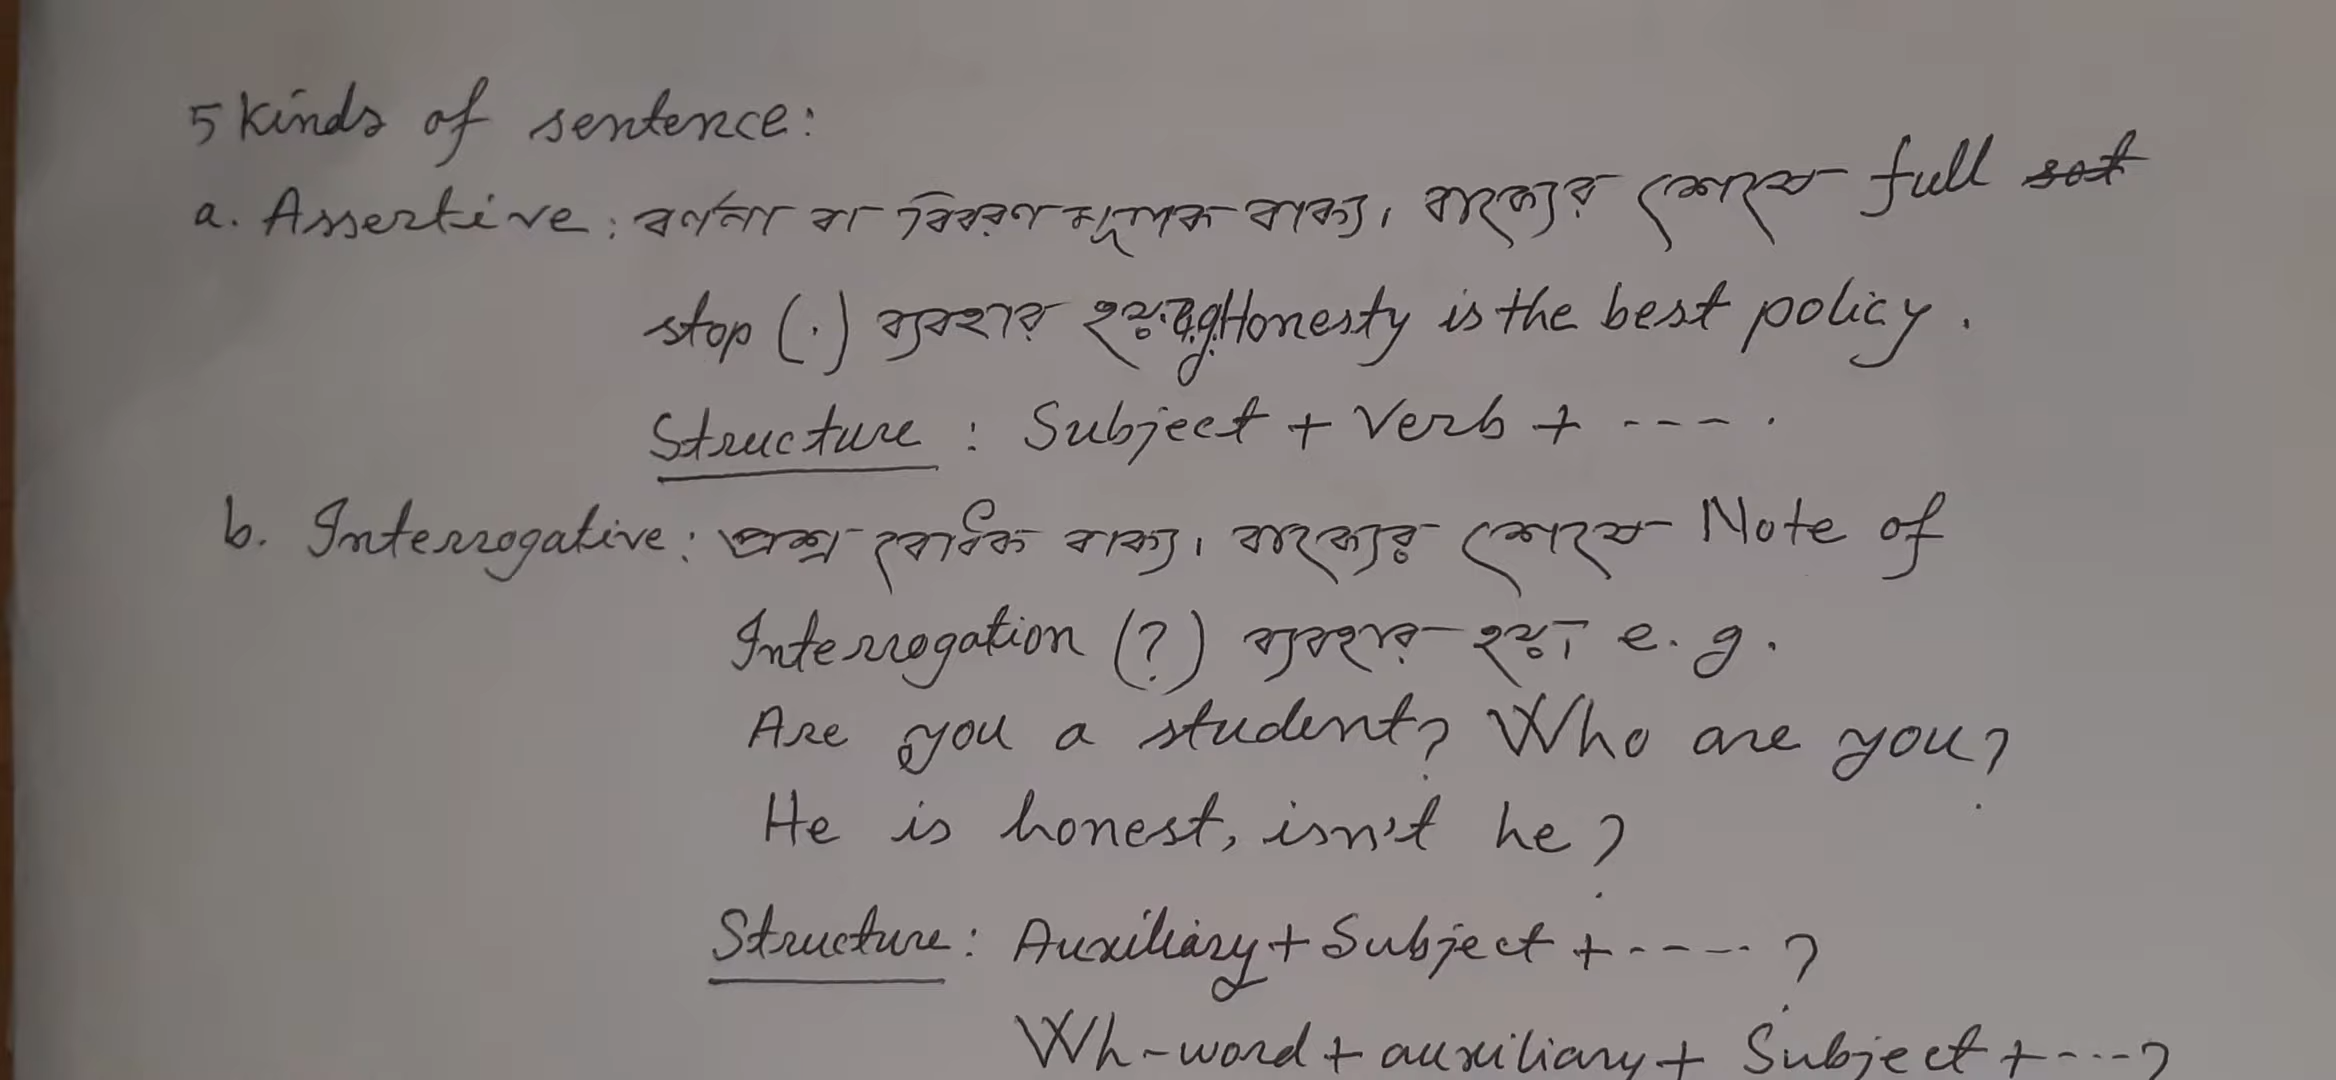 5 kinds of sentence:
a. Assertive: বর্ণনা বা বিবরণ মূলক বাক্য, বাক্যের শেষে full
stop (.) ব্যবহার হয়। e.g. Honesty is the best policy.
Structure: Subject + Verb + ---- .
b. Interrogative: প্রশ্ন বোধক বাক্য, বাক্যের শেষে Note of
Interrogation (?) ব্যবহার হয়। e.g.
Are you a student? Who are you?
He is honest, isn't he?
Structure: Auxiliary + Subject + ----- ?
Wh-word + auxiliary + Subject + ----?